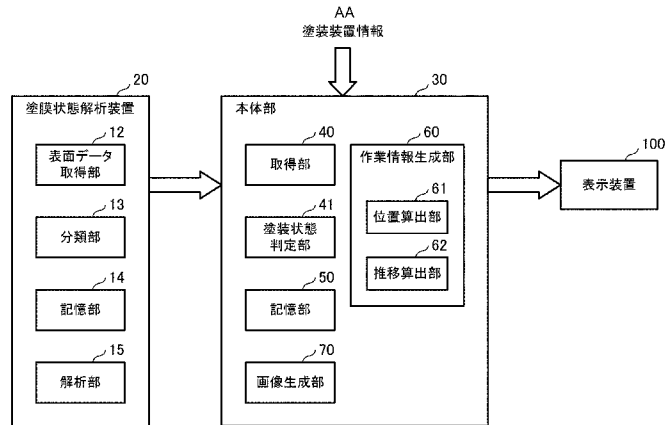 AA
塗装装置情報
20
塗膜状態解析装置
12
表面データ
取得部
13
分類部
14
記憶部
15
解析部
30
本体部
40
取得部
41
塗装状態
判定部
50
記憶部
70
画像生成部
60
作業情報生成部
61
位置算出部
62
推移算出部
100
表示装置